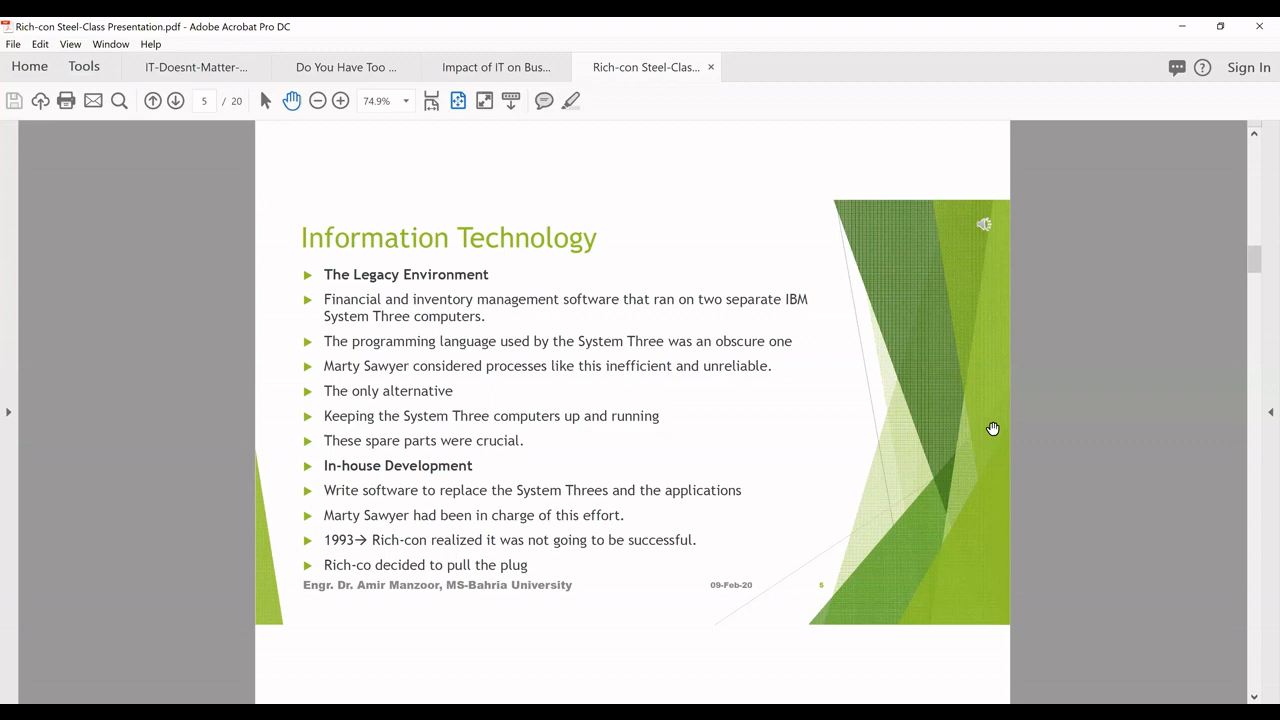 Rich-con Steel-Class Presentation.pdf - Adobe Acrobat Pro DC
File Edit View Window Help
Home Tools IT-Doesnt-Matter-... Do You Have Too ... Impact of IT on Bus... Rich-con Steel-Clas... × Sign In
5 / 20 74.9%
Information Technology
The Legacy Environment
Financial and inventory management software that ran on two separate IBM
System Three computers.
The programming language used by the System Three was an obscure one
Marty Sawyer considered processes like this inefficient and unreliable.
The only alternative
Keeping the System Three computers up and running
These spare parts were crucial.
In-house Development
Write software to replace the System Threes and the applications
Marty Sawyer had been in charge of this effort.
1993→ Rich-con realized it was not going to be successful.
Rich-co decided to pull the plug
Engr. Dr. Amir Manzoor, MS-Bahria University 09-Feb-20 5